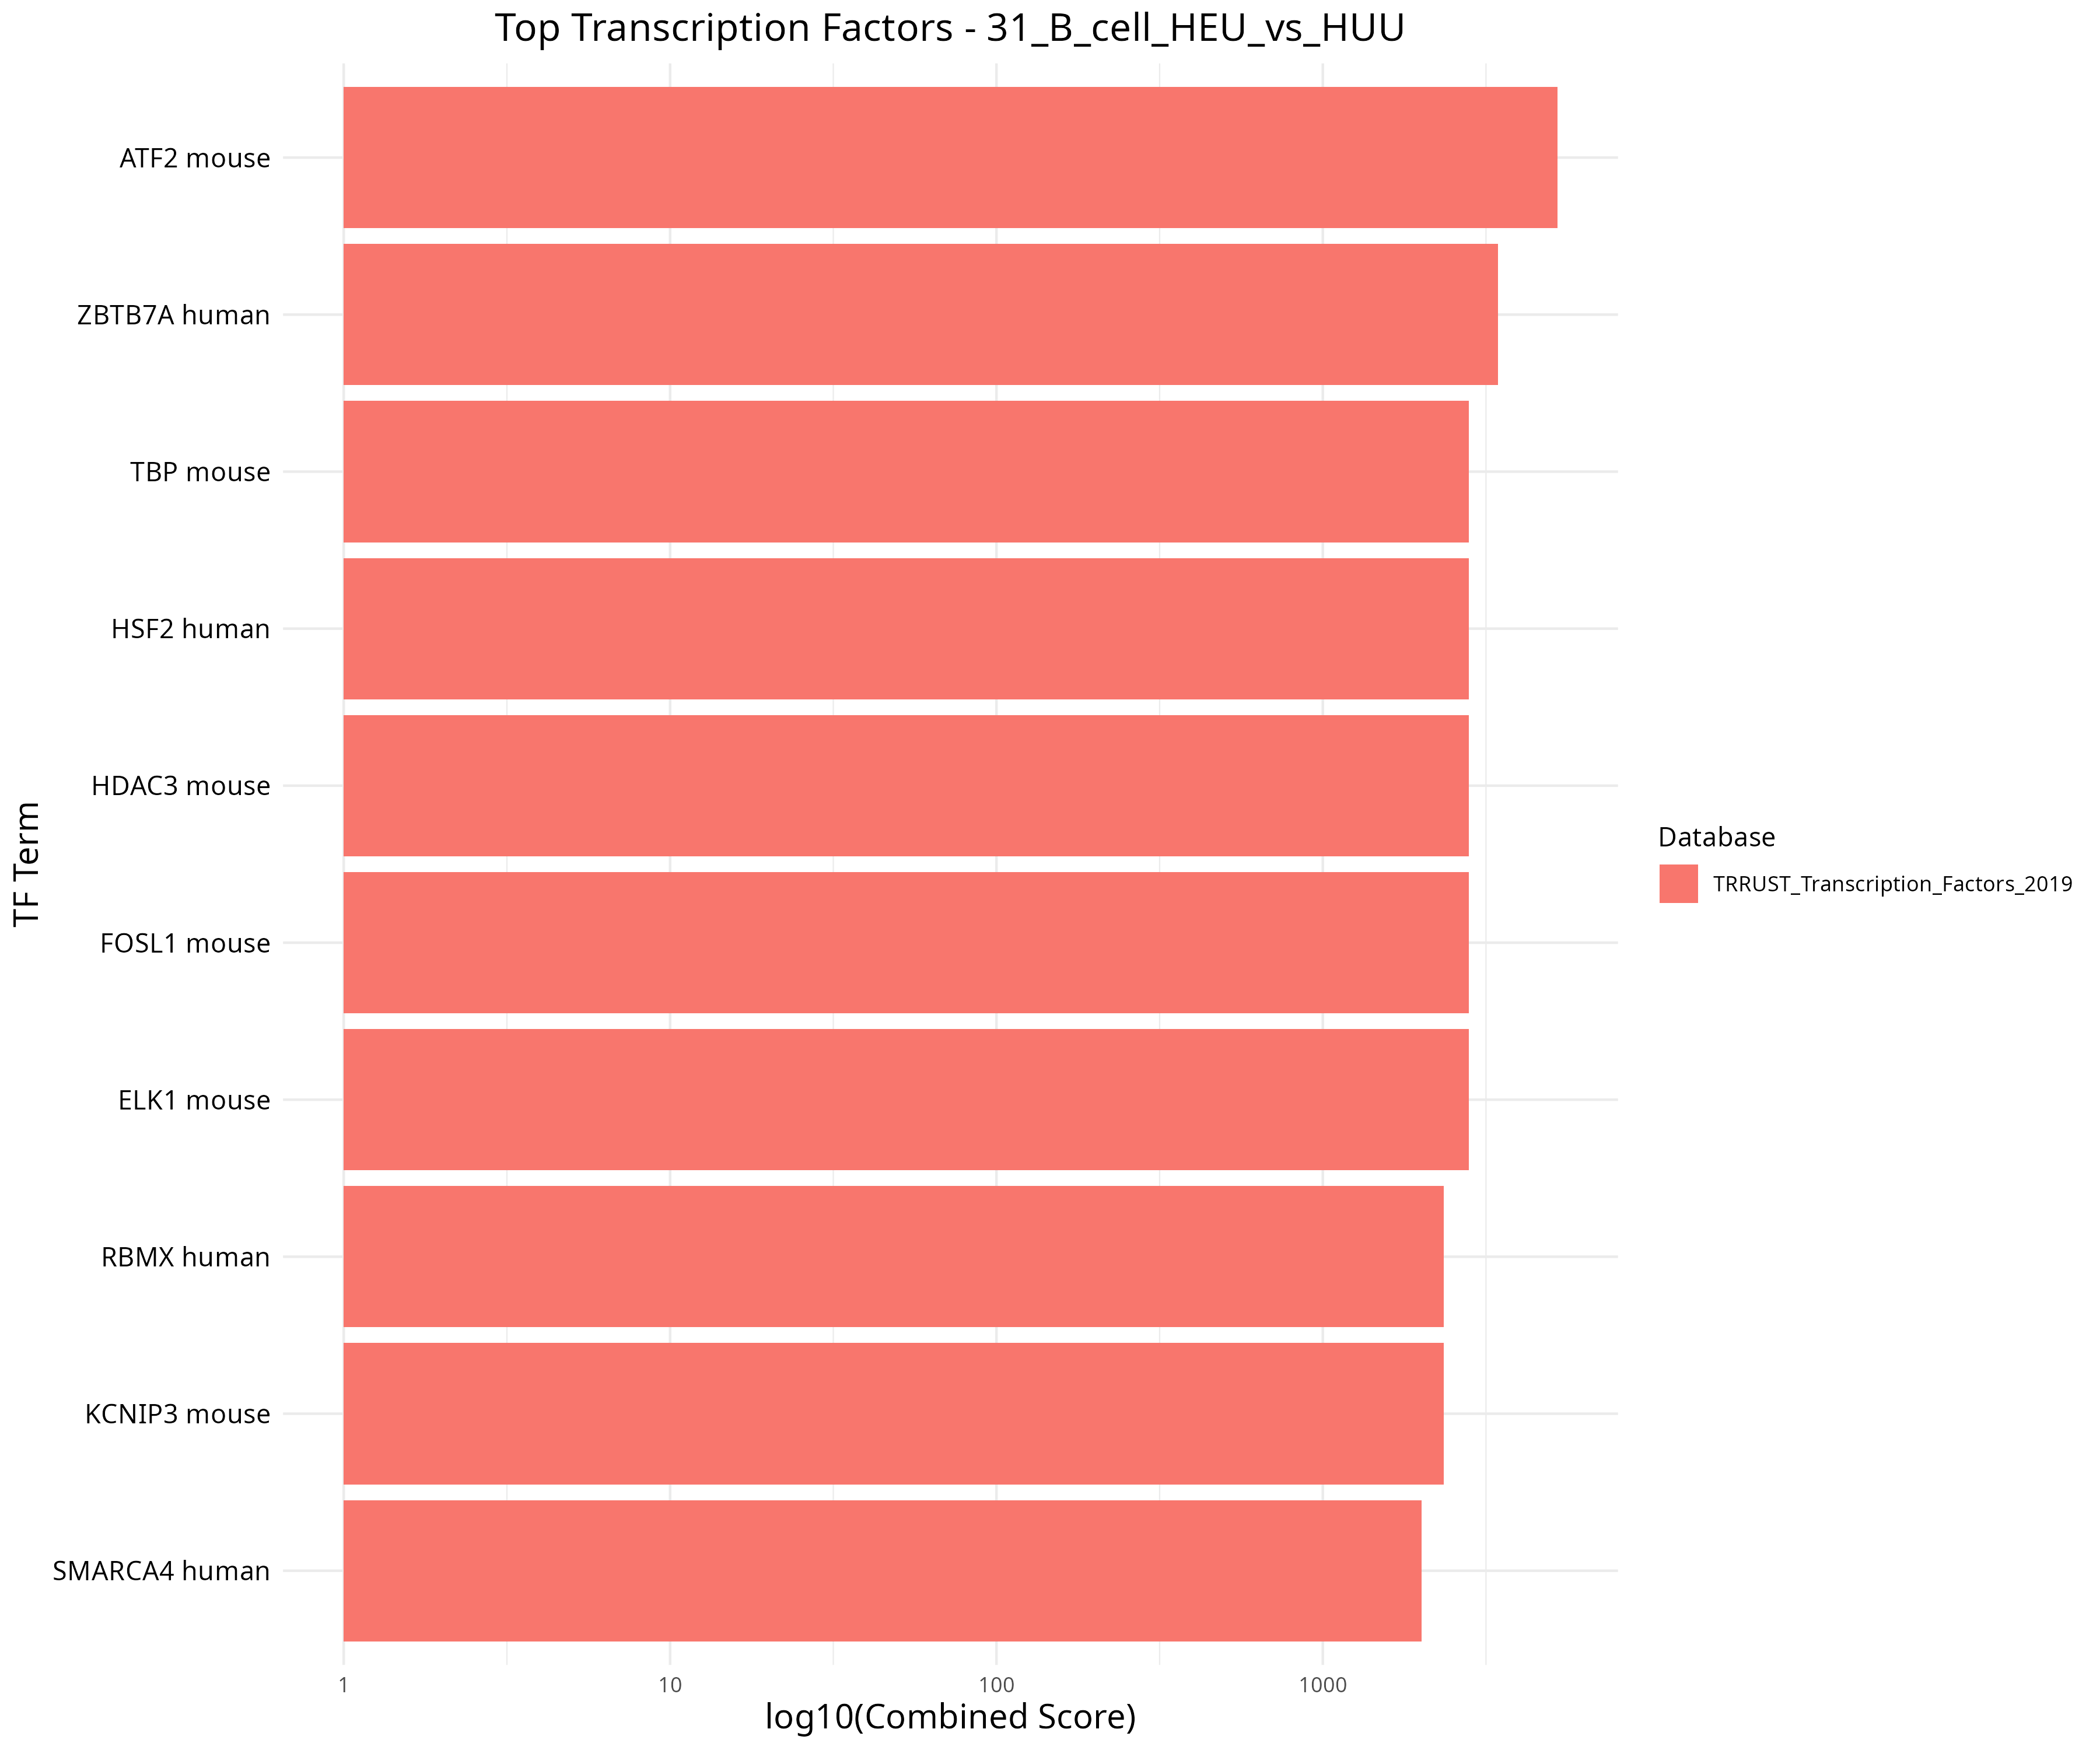 Top Transcription Factors - 31_B_cell_HEU_vs_HUU
ATF2 mouse
ZBTB7A human
TBP mouse
HSF2 human
HDAC3 mouse
FOSL1 mouse
ELK1 mouse
RBMX human
KCNIP3 mouse
SMARCA4 human
TF Term
1 10 100 1000
log10(Combined Score)
Database
TRRUST_Transcription_Factors_2019